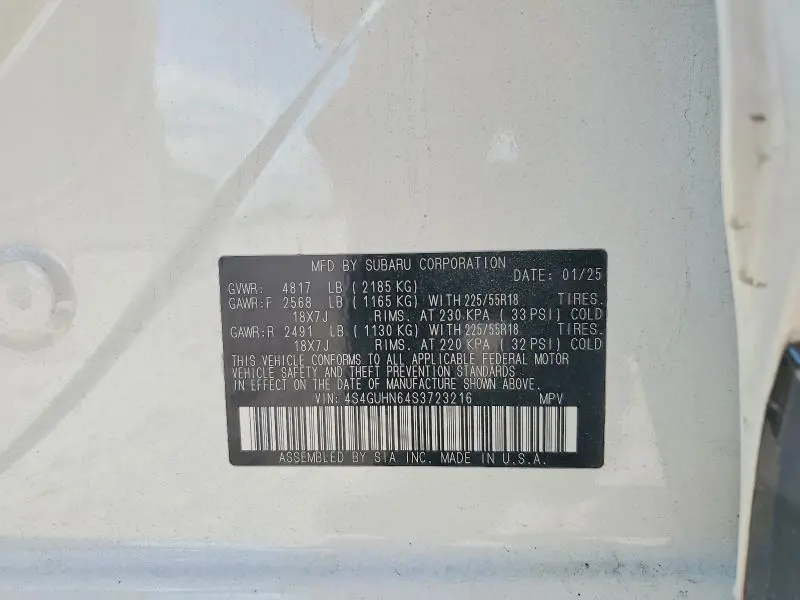 MFD BY SUBARU CORPORATION
DATE: 01/25
GVWR: 4817 LB ( 2185 KG)
GAWR:F 2568 LB ( 1165 KG) WITH 225/55R18 TIRES.
18X7J RIMS. AT 230 KPA ( 33 PSI) COLD
GAWR:R 2491 LB ( 1130 KG) WITH 225/55R18 TIRES.
18X7J RIMS. AT 220 KPA ( 32 PSI) COLD
THIS VEHICLE CONFORMS TO ALL APPLICABLE FEDERAL MOTOR
VEHICLE SAFETY AND THEFT PREVENTION STANDARDS
IN EFFECT ON THE DATE OF MANUFACTURE SHOWN ABOVE.
VIN: 4S4GUHN64S3723216 MPV
ASSEMBLED BY SIA INC. MADE IN U.S.A.